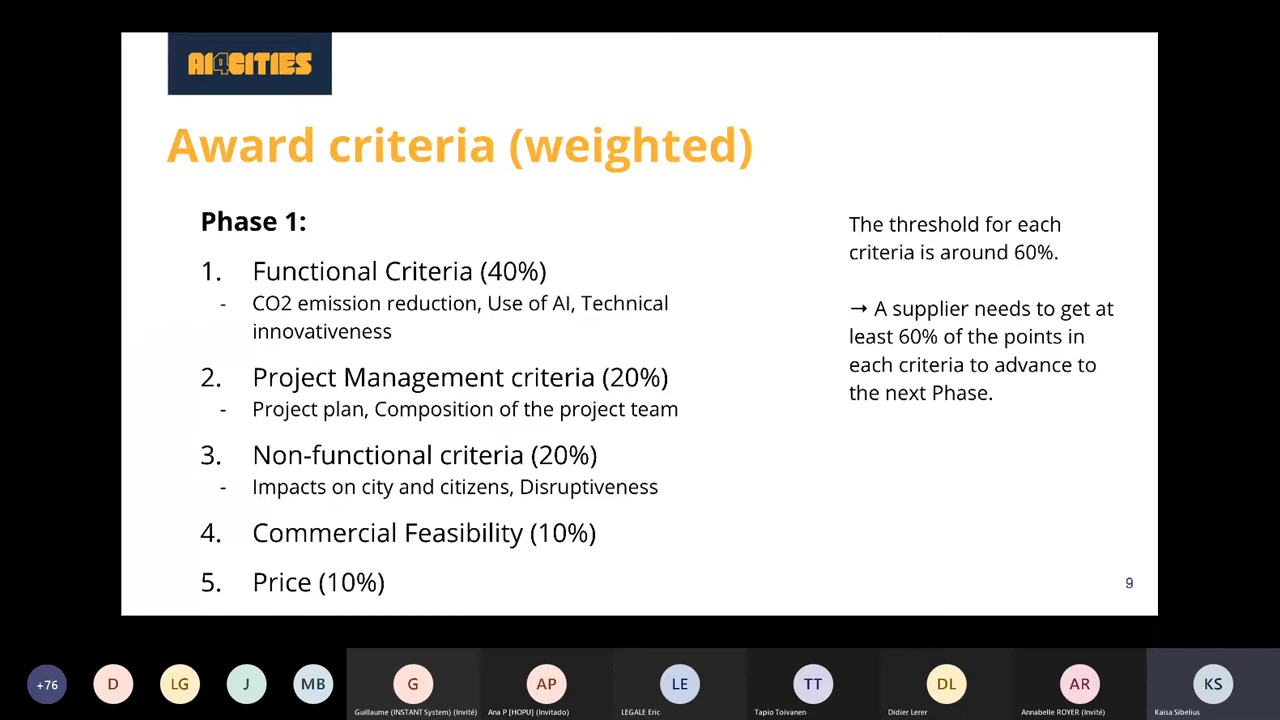 AI4CITIES
Award criteria (weighted)
Phase 1:
1. Functional Criteria (40%)
- CO2 emission reduction, Use of AI, Technical
innovativeness
2. Project Management criteria (20%)
- Project plan, Composition of the project team
3. Non-functional criteria (20%)
- Impacts on city and citizens, Disruptiveness
4. Commercial Feasibility (10%)
5. Price (10%)
The threshold for each
criteria is around 60%.
→ A supplier needs to get at
least 60% of the points in
each criteria to advance to
the next Phase.
9
+76 D LG J MB G AP LE TT DL AR KS
Guillaume (INSTANT System) (Invité) Ana P [HOPU] (Invitado) LEGALE Eric Tapio Toivanen Didier Lerer Annabelle ROYER (Invité) Kaisa Sibelius